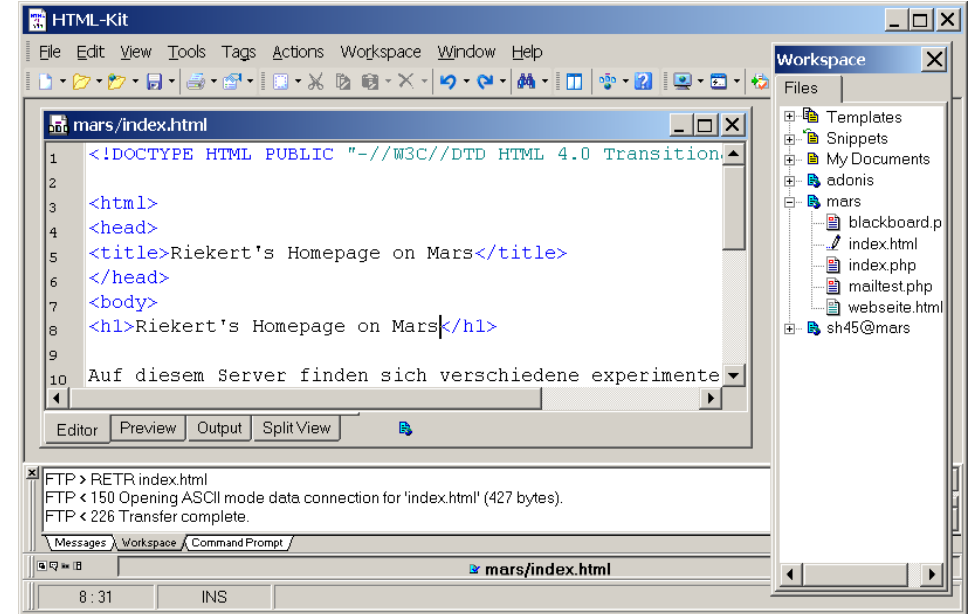 HTML-Kit
File Edit View Tools Tags Actions Workspace Window Help
mars/index.html
1 <!DOCTYPE HTML PUBLIC "-//W3C//DTD HTML 4.0 Transition
2
3 <html>
4 <head>
5 <title>Riekert's Homepage on Mars</title>
6 </head>
7 <body>
8 <h1>Riekert's Homepage on Mars</h1>
9
10 Auf diesem Server finden sich verschiedene experimente
Editor Preview Output Split View
FTP > RETR index.html
FTP < 150 Opening ASCII mode data connection for 'index.html' (427 bytes).
FTP < 226 Transfer complete.
Messages Workspace Command Prompt
mars/index.html
8 : 31 INS
Workspace
Files
Templates
Snippets
My Documents
adonis
mars
blackboard.p
index.html
index.php
mailtest.php
webseite.html
sh45@mars